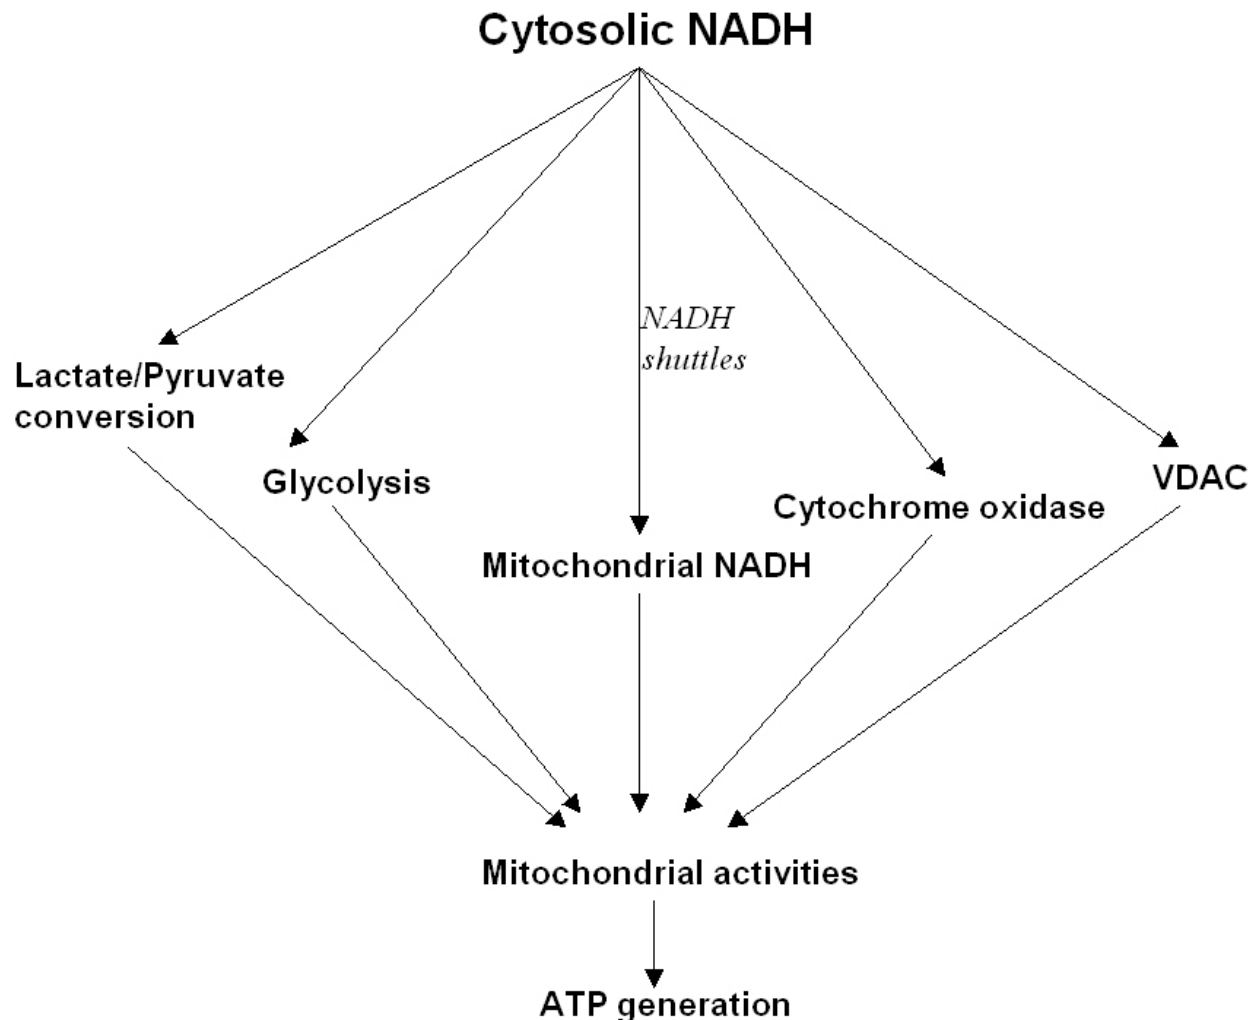 Cytosolic NADH
NADH
shuttles
Lactate/Pyruvate
conversion
Glycolysis
VDAC
Cytochrome oxidase
Mitochondrial NADH
Mitochondrial activities
ATP generation